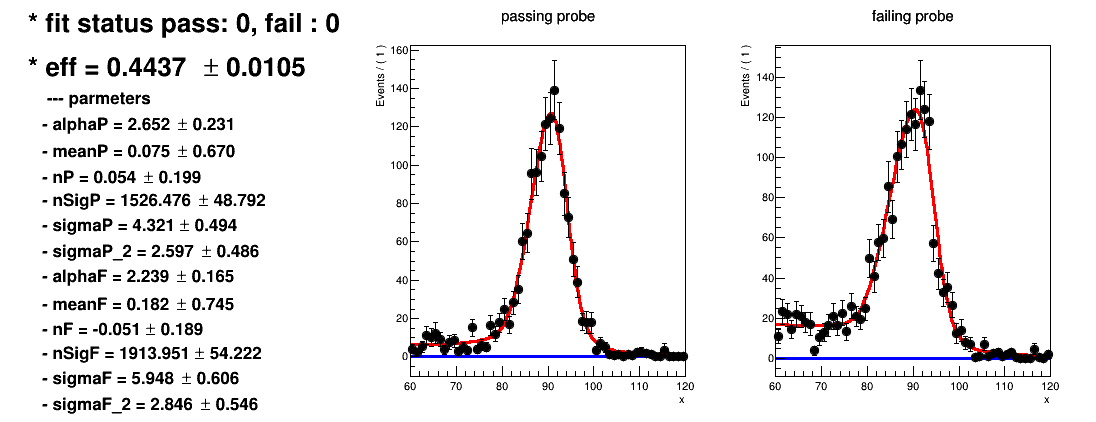 * fit status pass: 0, fail : 0
* eff = 0.4437 ± 0.0105
--- parmeters
- alphaP = 2.652 ± 0.231
- meanP = 0.075 ± 0.670
- nP = 0.054 ± 0.199
- nSigP = 1526.476 ± 48.792
- sigmaP = 4.321 ± 0.494
- sigmaP_2 = 2.597 ± 0.486
- alphaF = 2.239 ± 0.165
- meanF = 0.182 ± 0.745
- nF = -0.051 ± 0.189
- nSigF = 1913.951 ± 54.222
- sigmaF = 5.948 ± 0.606
- sigmaF_2 = 2.846 ± 0.546
passing probe
Events / ( 1 )
160
140
120
100
80
60
40
20
0
60 70 80 90 100 110 120
x
failing probe
Events / ( 1 )
140
120
100
80
60
40
20
0
60 70 80 90 100 110 120
x